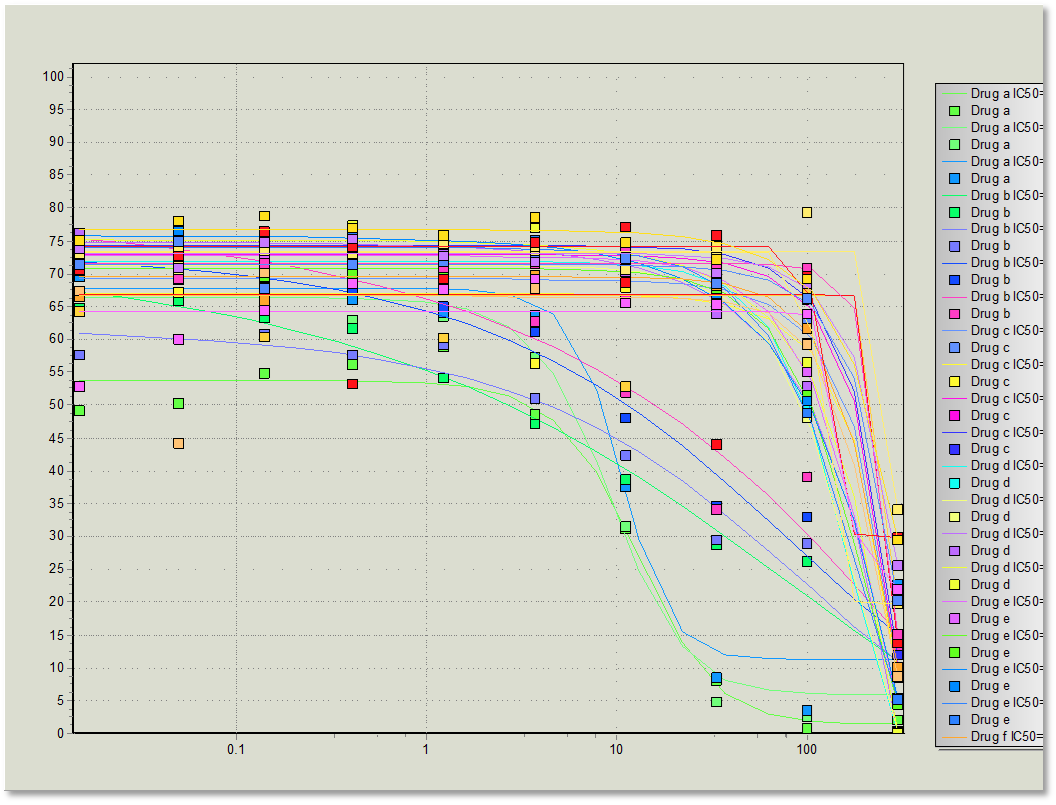 100
95
90
85
80
75
70
65
60
55
50
45
40
35
30
25
20
15
10
5
0
0.1
1
10
100
Drug a IC50=
Drug a
Drug a IC50=
Drug a
Drug a IC50=
Drug a
Drug b IC50=
Drug b
Drug b IC50=
Drug b
Drug b IC50=
Drug b
Drug b IC50=
Drug b
Drug c IC50=
Drug c
Drug c IC50=
Drug c
Drug c IC50=
Drug c
Drug c IC50=
Drug c
Drug d IC50=
Drug d
Drug d IC50=
Drug d
Drug d IC50=
Drug d
Drug d IC50=
Drug d
Drug e IC50=
Drug e
Drug e IC50=
Drug e
Drug e IC50=
Drug e
Drug e IC50=
Drug e
Drug f IC50=